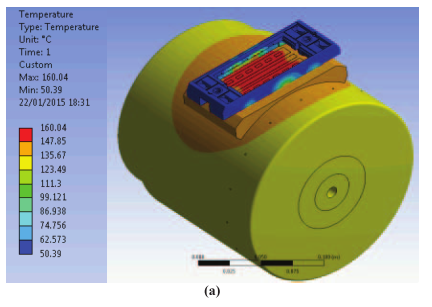 Temperature
Type: Temperature
Unit: °C
Time: 1
Custom
Max: 160.04
Min: 50.39
22/01/2015 18:31
160.04
147.85
135.67
123.49
111.3
99.121
86.938
74.756
62.573
50.39
0.025
0.075
(a)